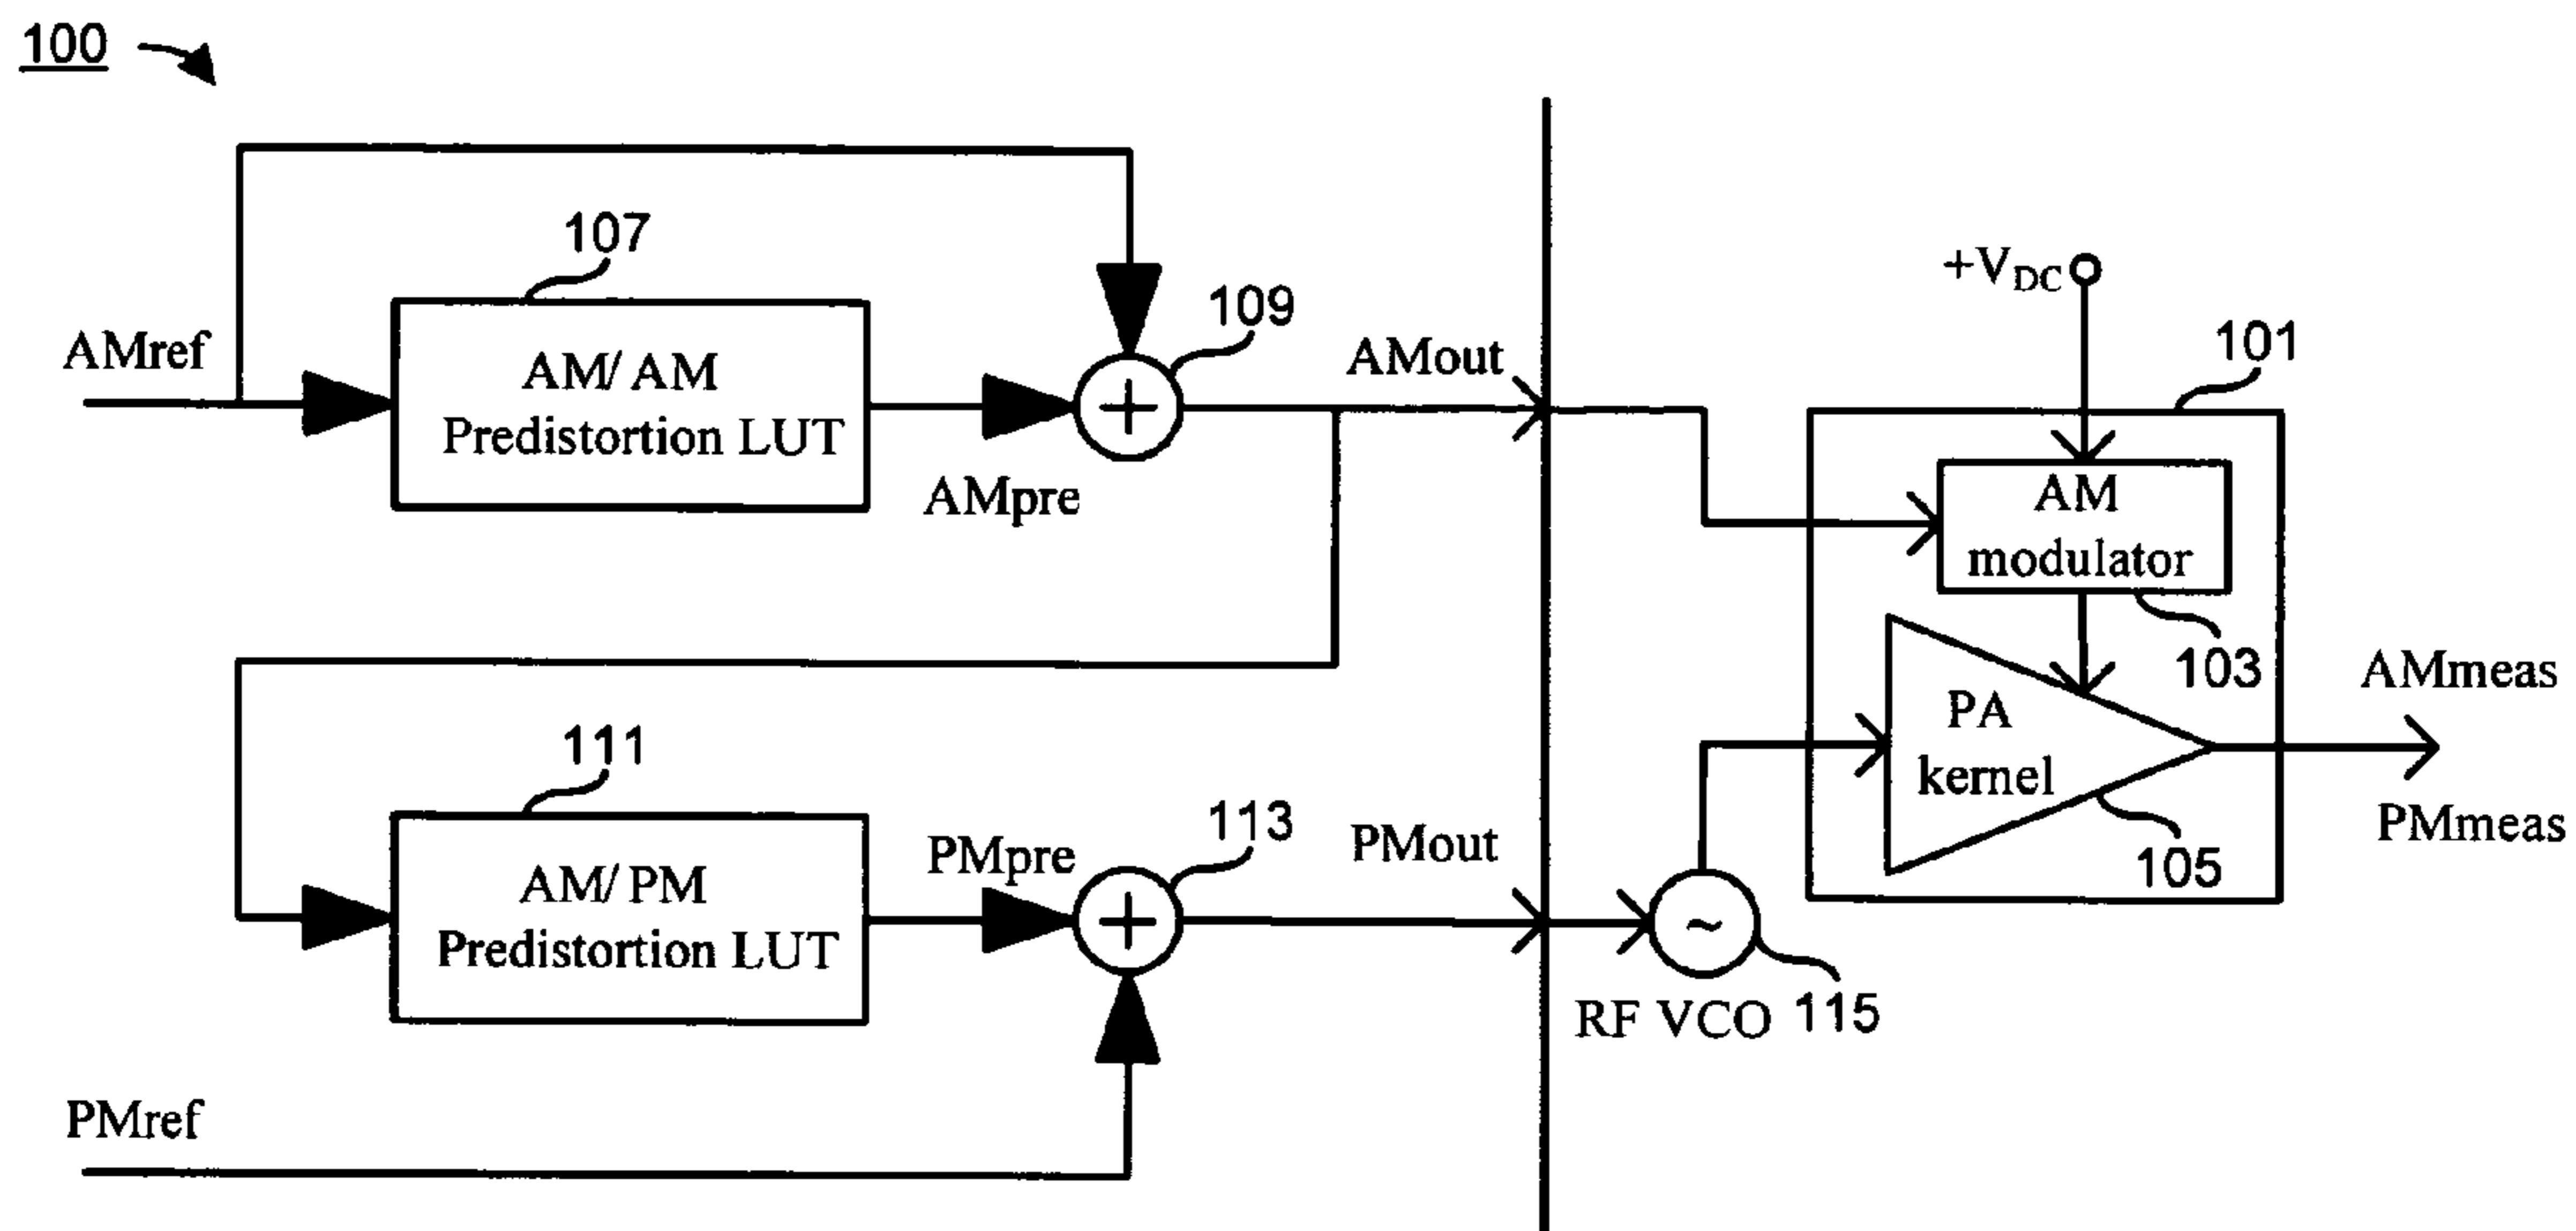 100
107
109
AMref
AM/ AM
Predistortion LUT
AMpre
AMout
+VDC
101
AM
modulator
103
PA
kernel
105
AMmeas
PMmeas
111
AM/ PM
Predistortion LUT
PMpre
113
PMout
+
+
~
RF VCO 115
PMref